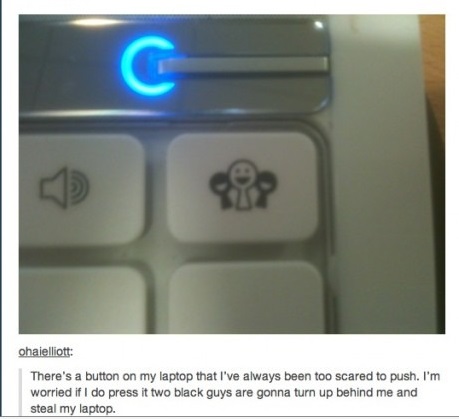 ohaielliott:
There's a button on my laptop that I've always been too scared to push. I'm
worried if I do press it two black guys are gonna turn up behind me and
steal my laptop.